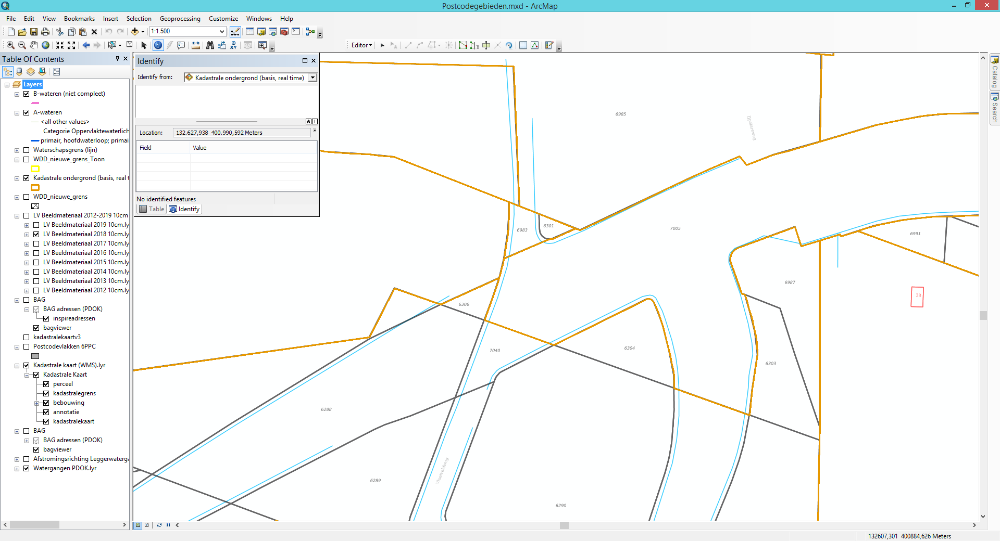 Postcodegebieden.mxd - ArcMap
File Edit View Bookmarks Insert Selection Geoprocessing Customize Windows Help
1:1.500
Editor
Table Of Contents
Layers
B-wateren (niet compleet)
A-wateren
<all other values>
Categorie Oppervlaktewaterlich
primair, hoofdwaterloop; primai
Waterschapsgrens (lijn)
WDD_nieuwe_grens_Toon
Kadastrale ondergrond (basis, real t
WDD_nieuwe_grens
LV Beeldmateriaal 2012-2019 10cm
LV Beeldmateriaal 2019 10cm.ly
LV Beeldmateriaal 2018 10cm.ly
LV Beeldmateriaal 2017 10cm.ly
LV Beeldmateriaal 2016 10cm.ly
LV Beeldmateriaal 2015 10cm.ly
LV Beeldmateriaal 2014 10cm.ly
LV Beeldmateriaal 2013 10cm.ly
LV Beeldmateriaal 2012 10cm.ly
BAG
BAG adressen (PDOK)
inspireadressen
bagviewer
kadastralekaartv3
Postcodevlakken 6PPC
Kadastrale kaart (WMS).lyr
Kadastrale Kaart
perceel
kadastralegrens
bebouwing
annotatie
kadastralekaart
BAG
BAG adressen (PDOK)
bagviewer
Afstromingsrichting Leggerwaterga
Watergangen PDOK.lyr
Identify
Identify from: Kadastrale ondergrond (basis, real time)
Location: 132.627,938 400.990,592 Meters
Field Value
No identified features
Table Identify
6985
IJpelareweg
6983
6301
7005
6991
6987
38
6306
7040
6304
6303
6288
6289
Vloeiveldweg
6290
Catalog
Search
132607,301 400884,626 Meters